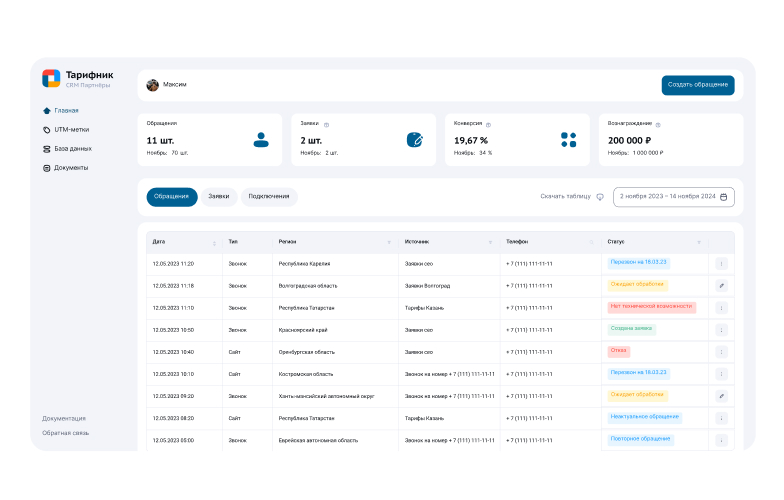 Тарифник
CRM Партнёры
Главная
UTM-метки
База данных
Документы
Документация
Обратная связь
Максим
Создать обращение
Обращения
11 шт.
Ноябрь: 70 шт.
Заявки
2 шт.
Ноябрь: 2 шт.
Конверсия
19,67 %
Ноябрь: 34 %
Вознаграждение
200 000 ₽
Ноябрь: 1 000 000 ₽
Обращения Заявки Подключения
Скачать таблицу
2 ноября 2023 – 14 ноября 2024
Дата Тип Регион Источник Телефон Статус
12.05.2023 11:20 Звонок Республика Карелия Заявки сео + 7 (111) 111-11-11 Перезвон на 18.03.23
12.05.2023 11:18 Звонок Волгоградская область Заявки Волгоград + 7 (111) 111-11-11 Ожидает обработки
12.05.2023 11:10 Звонок Республика Татарстан Тарифы Казань + 7 (111) 111-11-11 Нет технической возможности
12.05.2023 10:50 Звонок Красноярский край Заявки сео + 7 (111) 111-11-11 Создана заявка
12.05.2023 10:40 Сайт Оренбургская область Заявки сео + 7 (111) 111-11-11 Отказ
12.05.2023 10:10 Сайт Костромская область Звонок на номер + 7 (111) 111-11-11 + 7 (111) 111-11-11 Перезвон на 18.03.23
12.05.2023 09:20 Звонок Ханты-мансийский автономный округ Звонок на номер + 7 (111) 111-11-11 + 7 (111) 111-11-11 Ожидает обработки
12.05.2023 08:20 Сайт Республика Татарстан Тарифы Казань + 7 (111) 111-11-11 Неактуальное обращение
12.05.2023 05:00 Звонок Еврейская автономная область Звонок на номер + 7 (111) 111-11-11 + 7 (111) 111-11-11 Повторное обращение